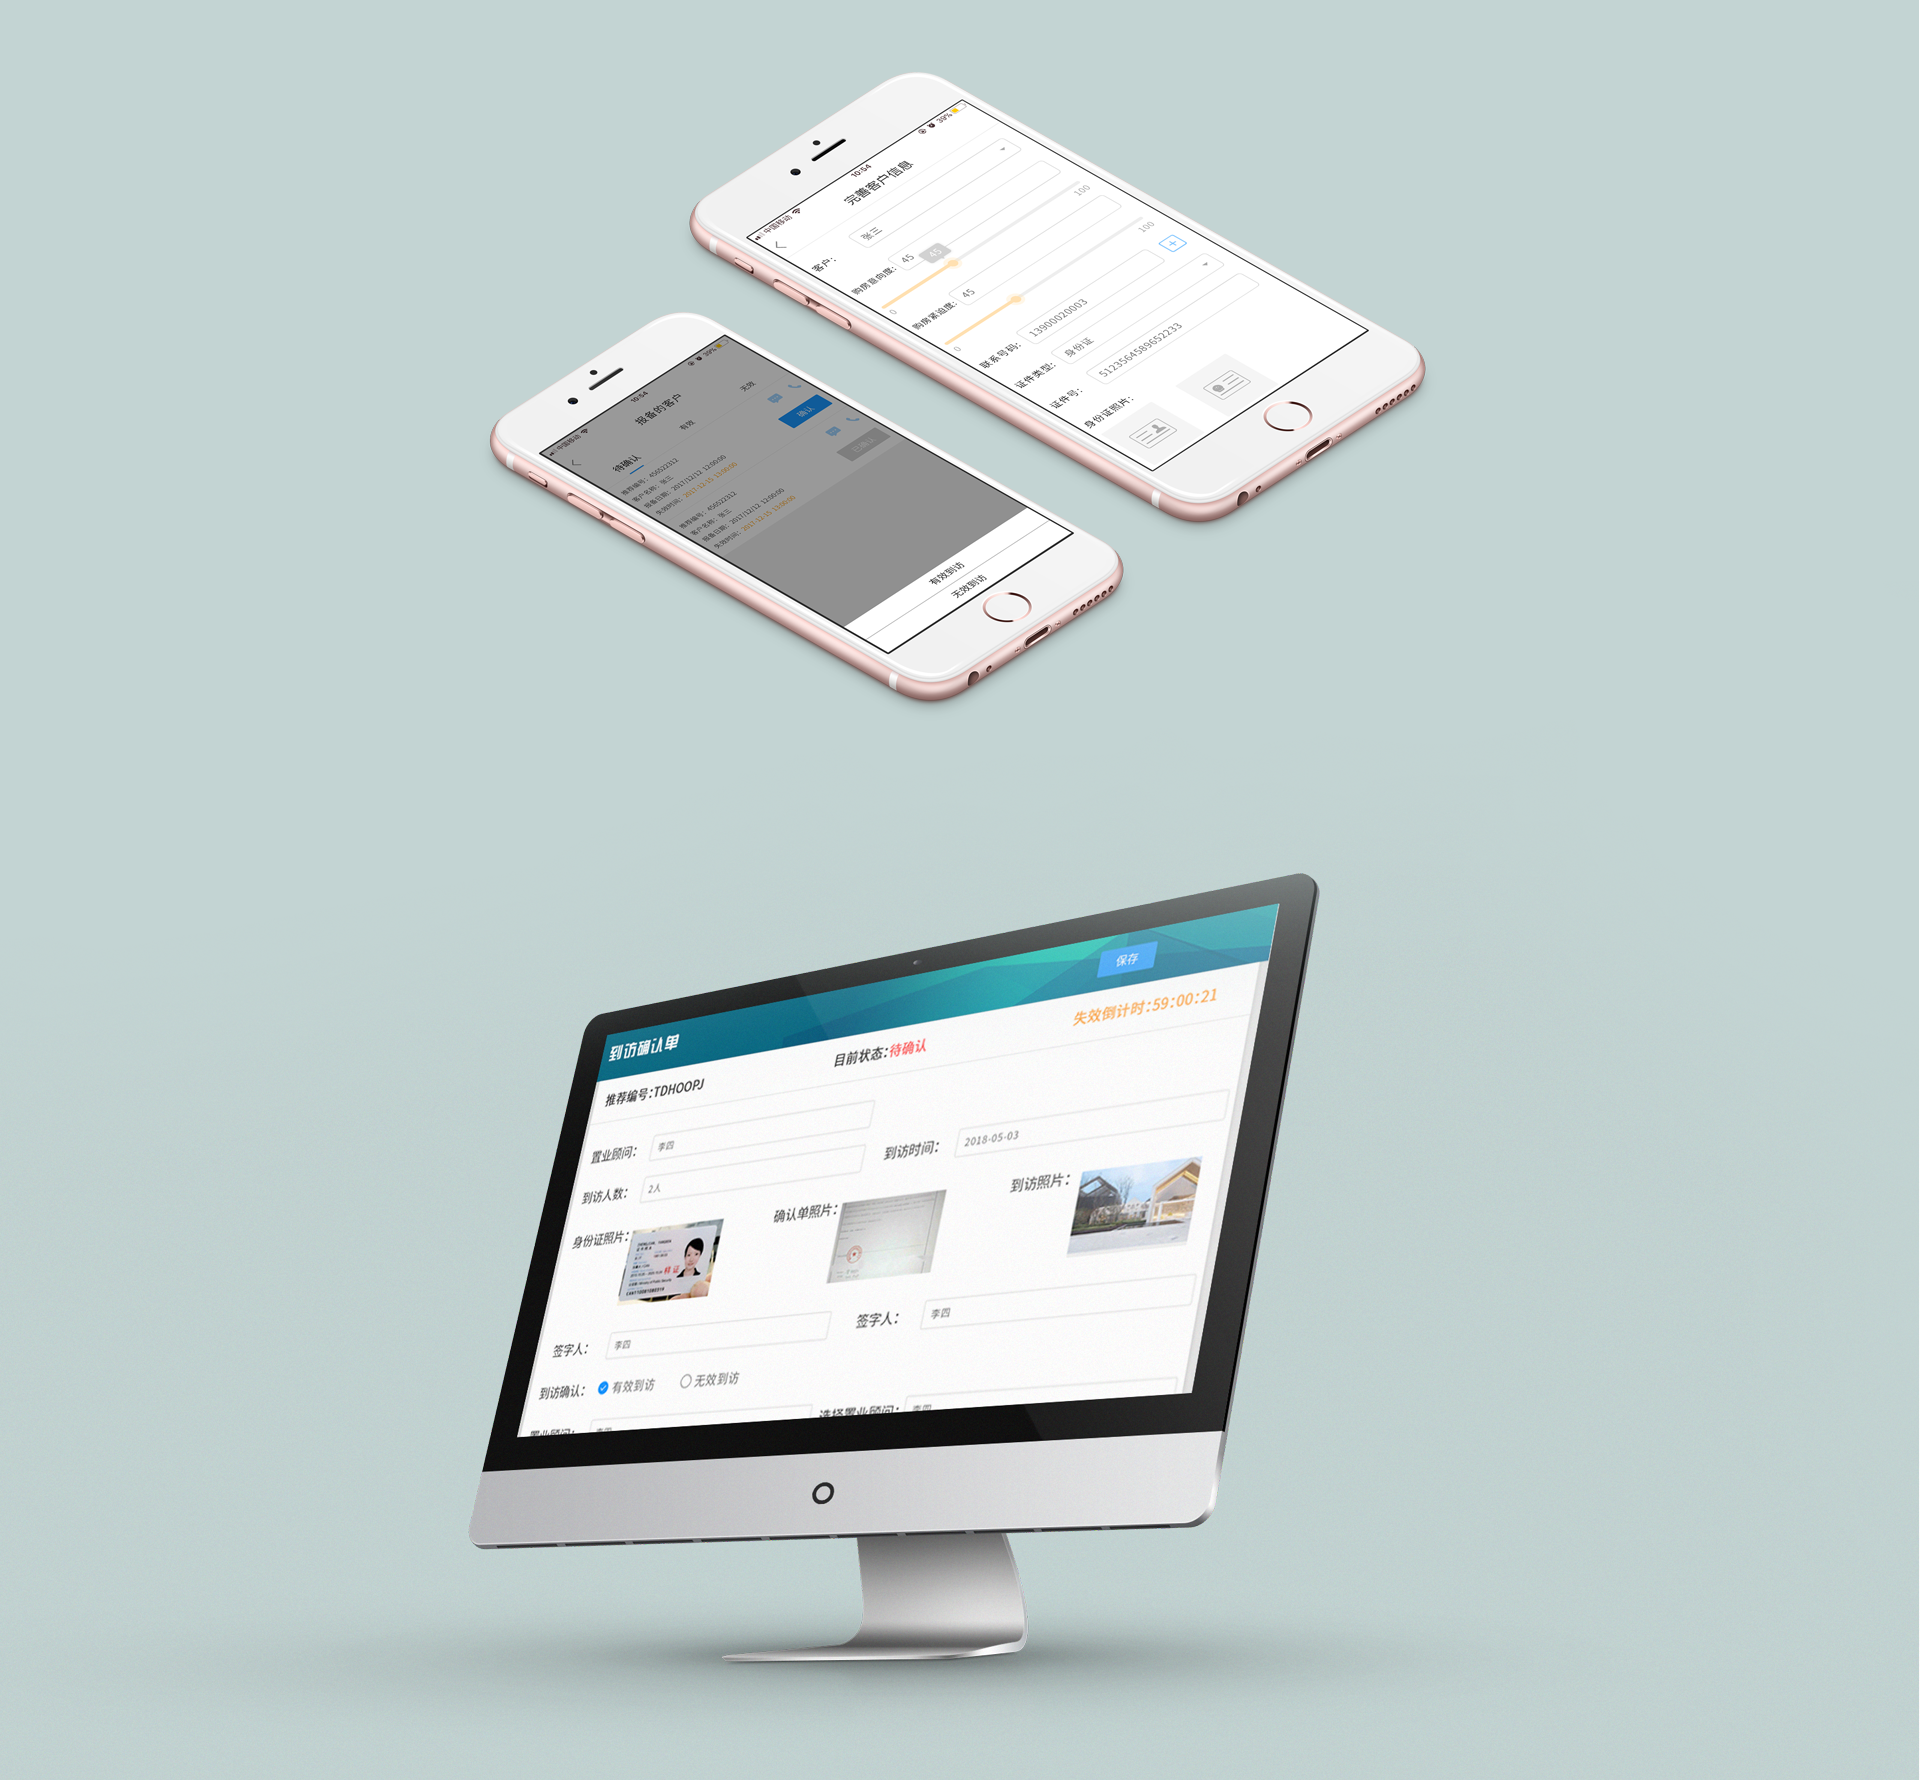 中国移动 10:54 39%
完善客户信息
客户： 张三
购房意向度： 45
45
0 100
购房紧迫度： 45
0 100
联系号码： 13900020003
证件类型： 身份证
证件号： 5123564589652233
身份证照片：
中国移动 10:54 39%
报备的客户
待确认 有效 无效
推荐编号：456522312
客户名称：张三
报备日期：2017/12/12 12:00:00
失效时间：2017-12-15 13:00:00
确认
推荐编号：456522312
客户名称：张三
报备日期：2017/12/12 12:00:00
失效时间：2017-12-15 13:00:00
有效到访
无效到访
到访确认单 保存
推荐编号:TDHOOPJ 目前状态:待确认 失效倒计时:59:00:21
置业顾问： 李四
到访人数： 2人 到访时间： 2018-05-03
身份证照片： 确认单照片： 到访照片：
样证
签字人： 李四 签字人： 李四
到访确认： 有效到访 无效到访
置业顾问： 李四 选择置业顾问： 李四